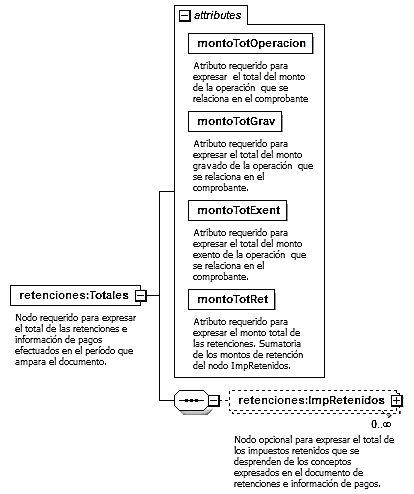 attributes
montoTotOperacion
Atributo requerido para
expresar el total del monto
de la operación que se
relaciona en el comprobante
montoTotGrav
Atributo requerido para
expresar el total del monto
gravado de la operación que
se relaciona en el
comprobante.
montoTotExent
Atributo requerido para
expresar el total del monto
exento de la operación que
se relaciona en el
comprobante.
montoTotRet
Atributo requerido para
expresar el monto total de
las retenciones. Sumatoria
de los montos de retención
del nodo ImpRetenidos.
retenciones:Totales
Nodo requerido para expresar
el total de las retenciones e
información de pagos
efectuados en el período que
ampara el documento.
retenciones:ImpRetenidos
0..∞
Nodo opcional para expresar el total de
los impuestos retenidos que se
desprenden de los conceptos
expresados en el documento de
retenciones e información de pagos.